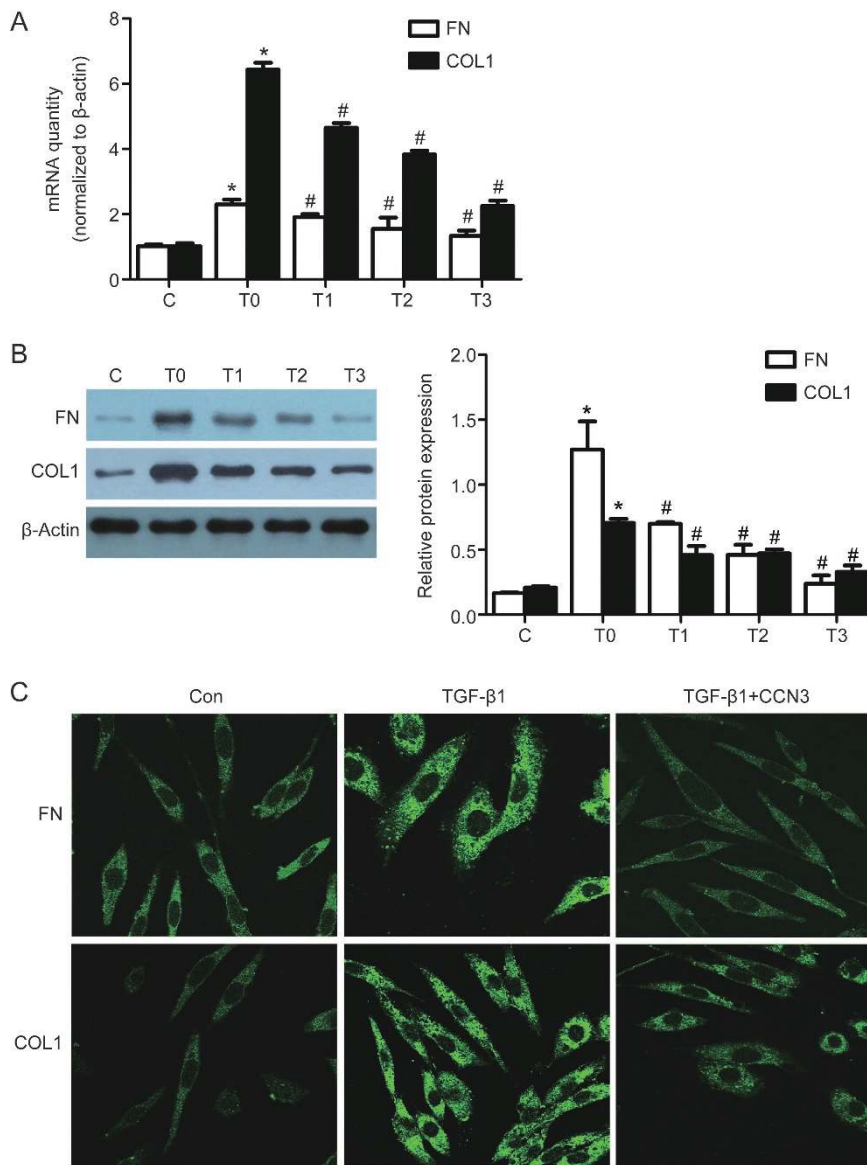 A
8
6
4
2
0
mRNA quantity
(normalized to β-actin)
FN
COL1
*
*
#
#
#
#
#
#
C T0 T1 T2 T3
B
C T0 T1 T2 T3
FN
COL1
β-Actin
2.0
1.5
1.0
0.5
0.0
Relative protein expression
FN
COL1
*
*
#
#
#
#
#
#
C T0 T1 T2 T3
C
Con TGF-β1 TGF-β1+CCN3
FN
COL1